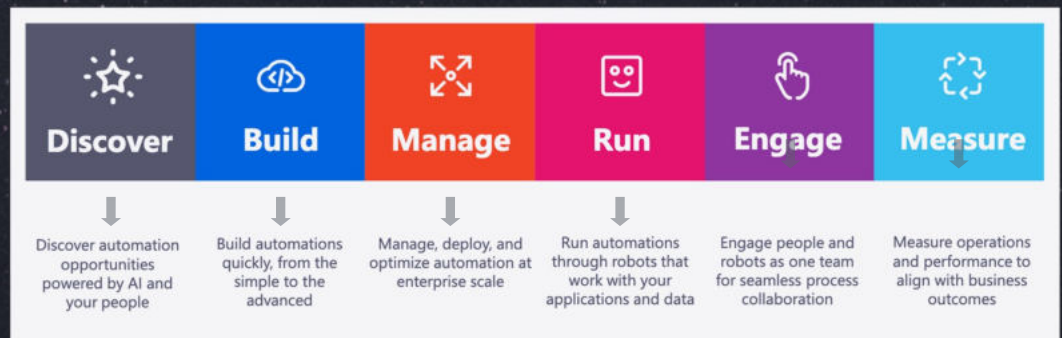 Discover
Build
Manage
Run
Engage
Measure
Discover automation
opportunities
powered by AI and
your people
Build automations
quickly, from the
simple to the
advanced
Manage, deploy, and
optimize automation at
enterprise scale
Run automations
through robots that
work with your
applications and data
Engage people and
robots as one team
for seamless process
collaboration
Measure operations
and performance to
align with business
outcomes